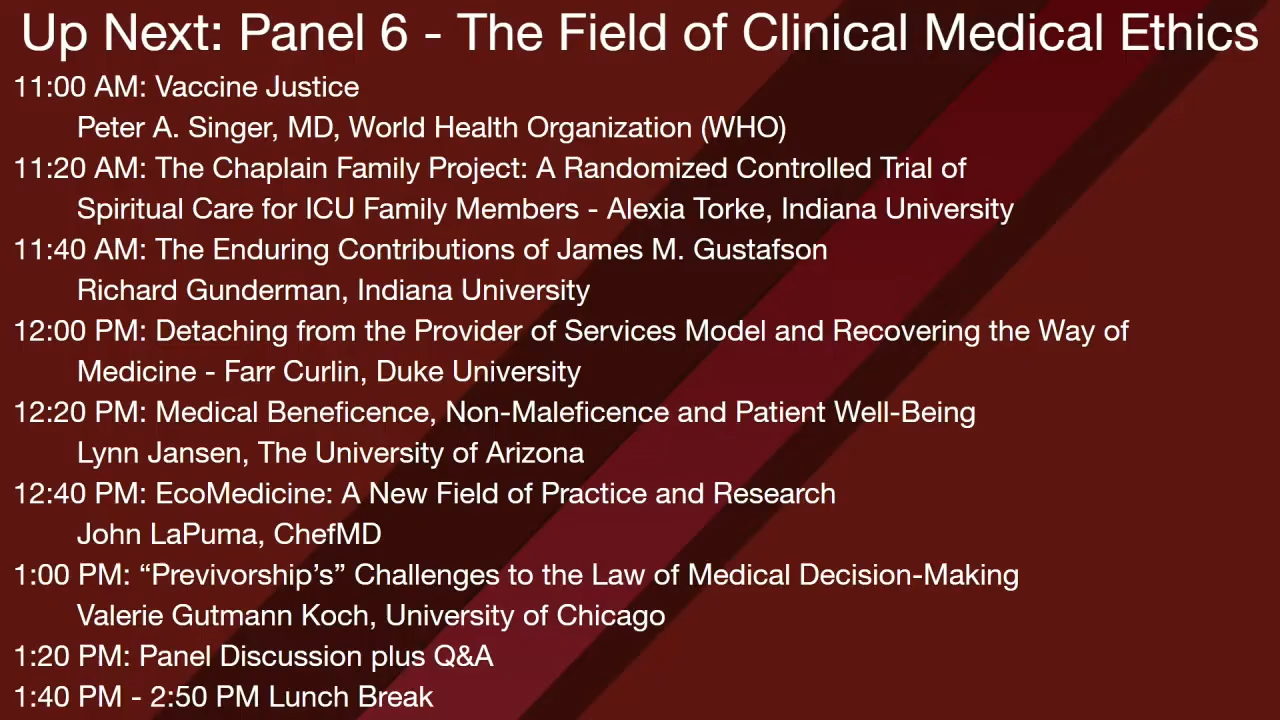 Up Next: Panel 6 - The Field of Clinical Medical Ethics
11:00 AM: Vaccine Justice
Peter A. Singer, MD, World Health Organization (WHO)
11:20 AM: The Chaplain Family Project: A Randomized Controlled Trial of
Spiritual Care for ICU Family Members - Alexia Torke, Indiana University
11:40 AM: The Enduring Contributions of James M. Gustafson
Richard Gunderman, Indiana University
12:00 PM: Detaching from the Provider of Services Model and Recovering the Way of
Medicine - Farr Curlin, Duke University
12:20 PM: Medical Beneficence, Non-Maleficence and Patient Well-Being
Lynn Jansen, The University of Arizona
12:40 PM: EcoMedicine: A New Field of Practice and Research
John LaPuma, ChefMD
1:00 PM: “Previvorship’s” Challenges to the Law of Medical Decision-Making
Valerie Gutmann Koch, University of Chicago
1:20 PM: Panel Discussion plus Q&A
1:40 PM - 2:50 PM Lunch Break